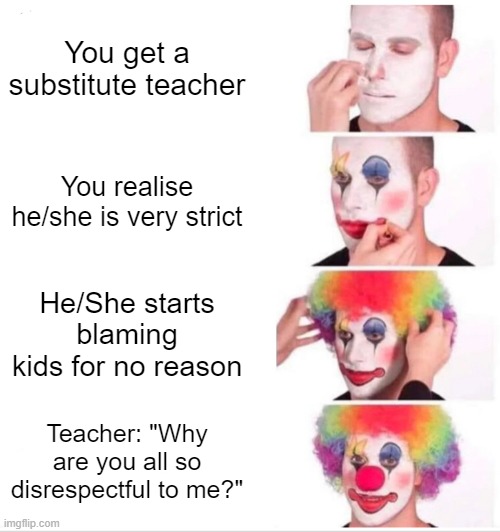 You get a
substitute teacher
You realise
he/she is very strict
He/She starts
blaming
kids for no reason
Teacher: "Why
are you all so
disrespectful to me?"
imgflip.com